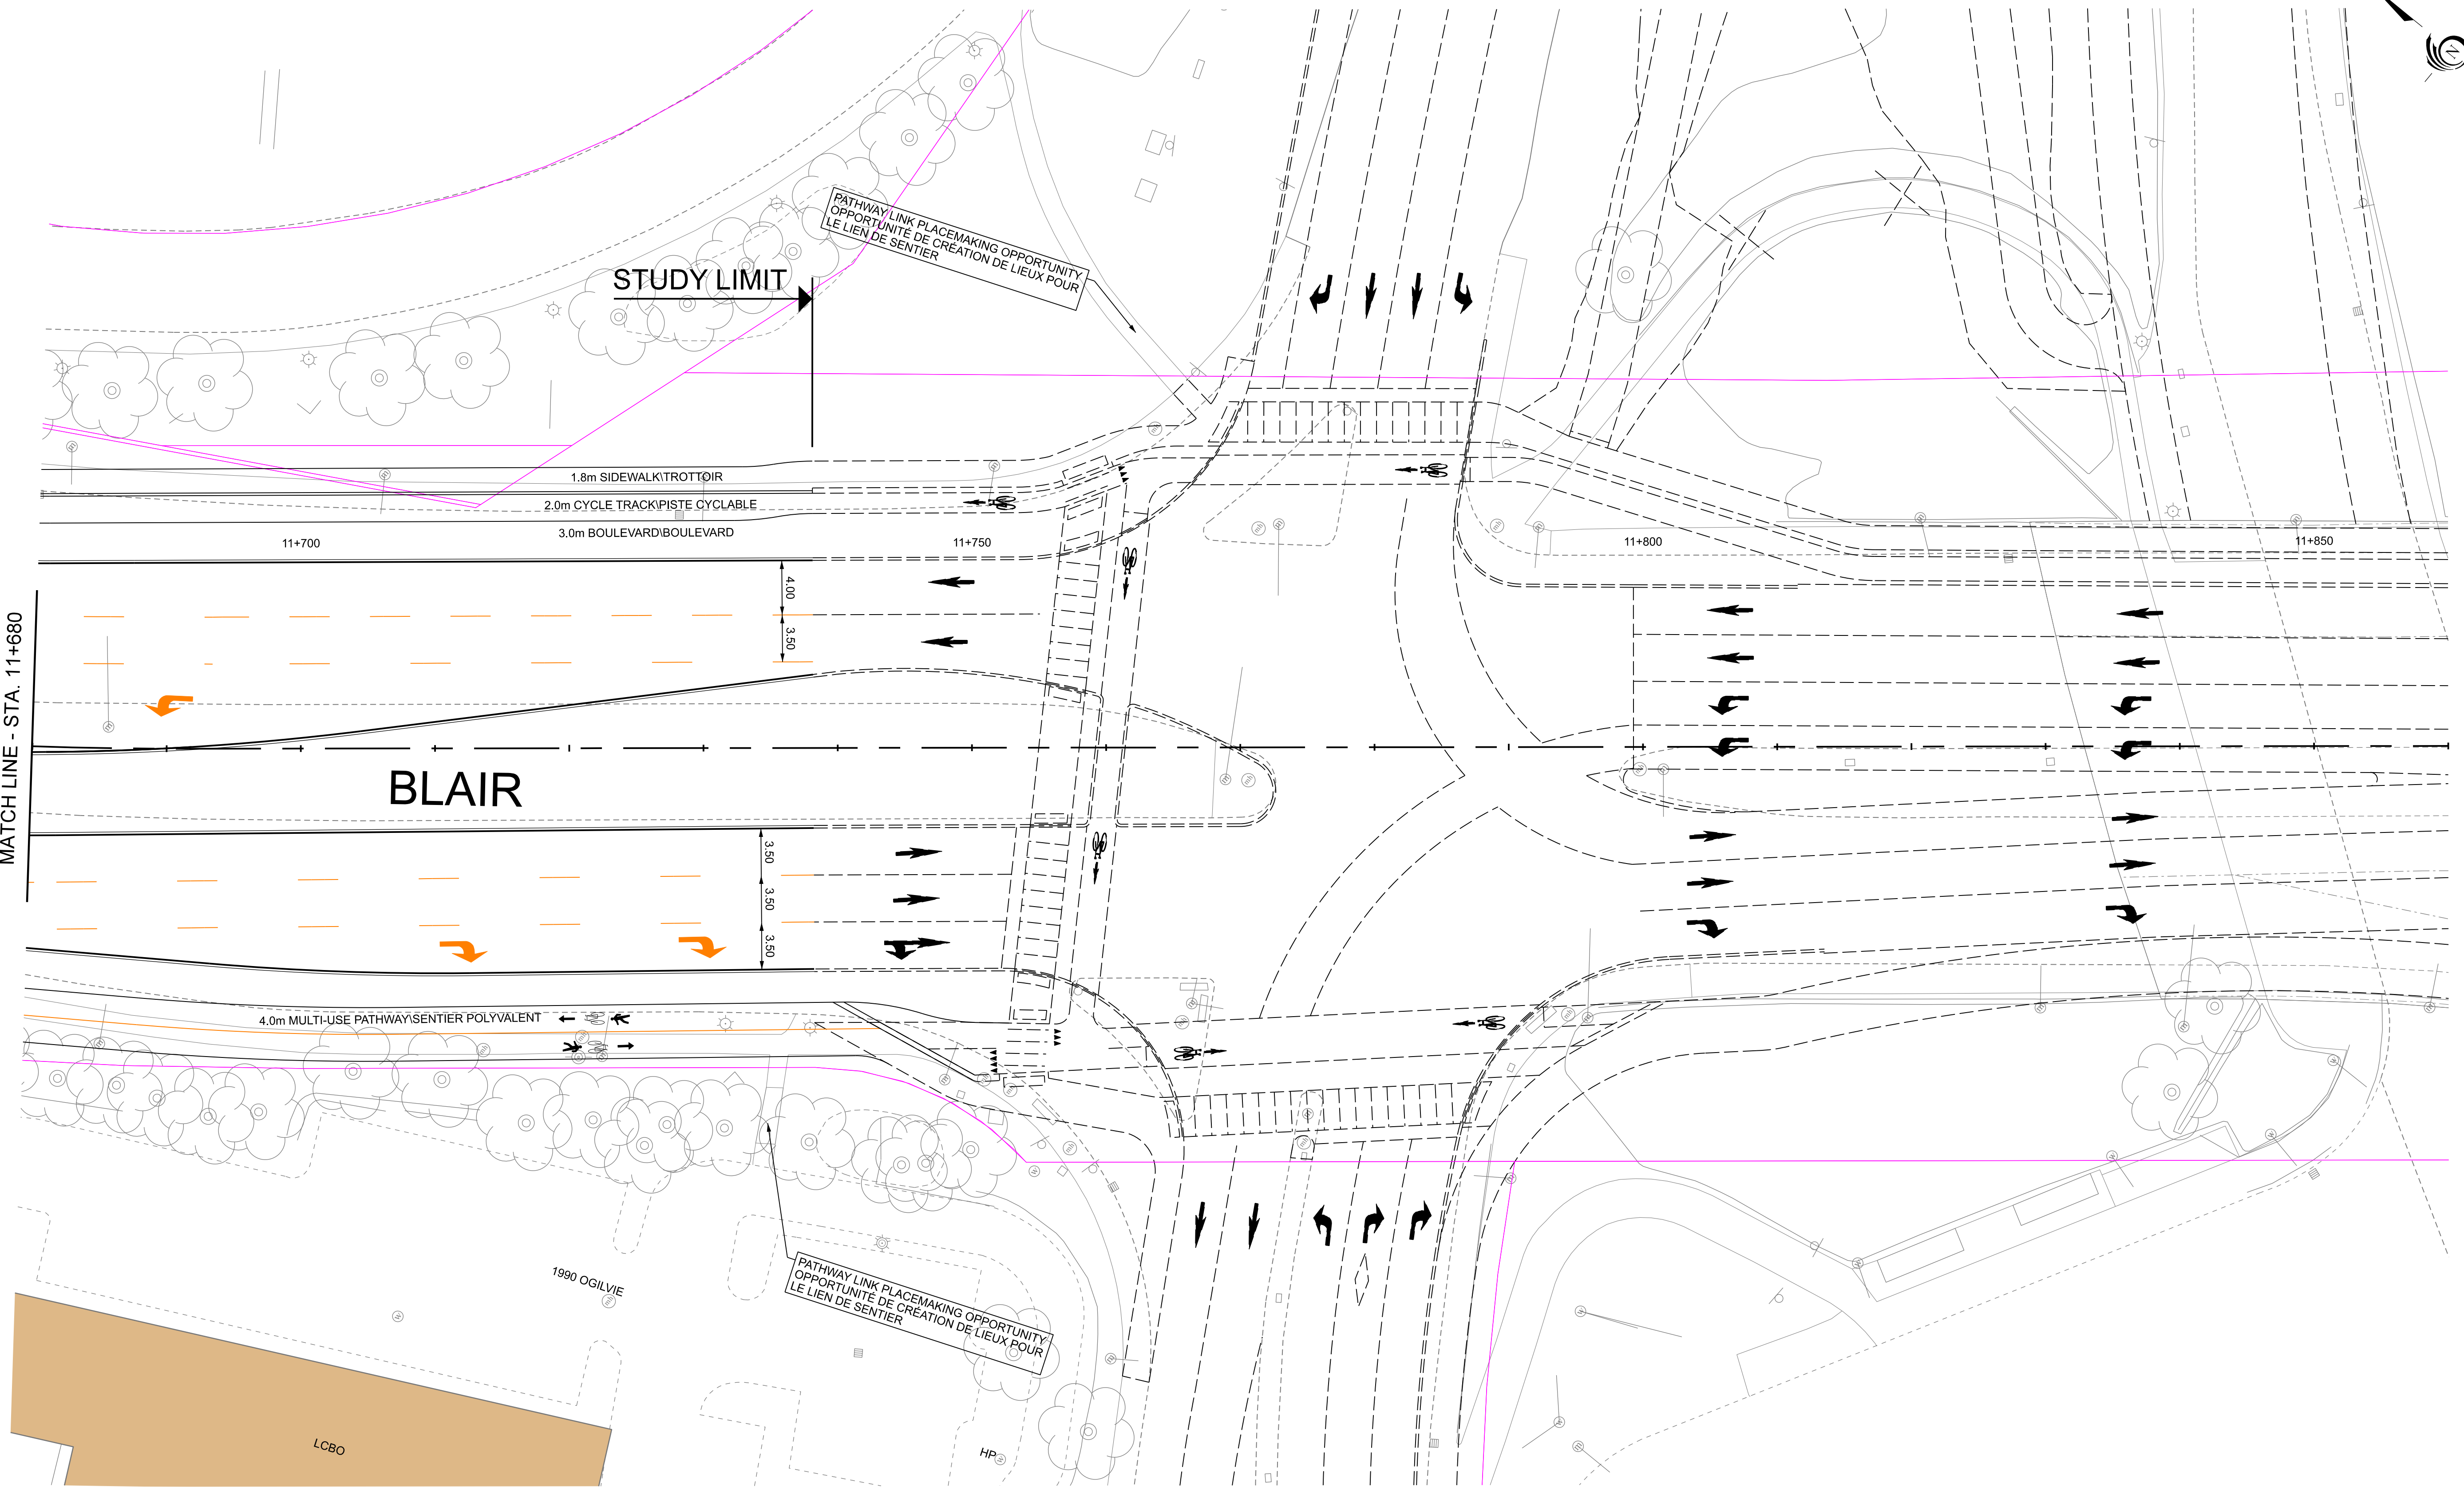 N
PATHWAY LINK PLACEMAKING OPPORTUNITY
OPPORTUNITÉ DE CRÉATION DE LIEUX POUR
LE LIEN DE SENTIER
STUDY LIMIT
1.8m SIDEWALK\TROTTOIR
2.0m CYCLE TRACK\PISTE CYCLABLE
3.0m BOULEVARD\BOULEVARD
11+700
11+750
11+800
11+850
4.00
3.50
MATCH LINE - STA. 11+680
BLAIR
3.50
3.50
3.50
4.0m MULTI-USE PATHWAY\SENTIER POLYVALENT
1990 OGILVIE
PATHWAY LINK PLACEMAKING OPPORTUNITY
OPPORTUNITÉ DE CRÉATION DE LIEUX POUR
LE LIEN DE SENTIER
LCBO
HP